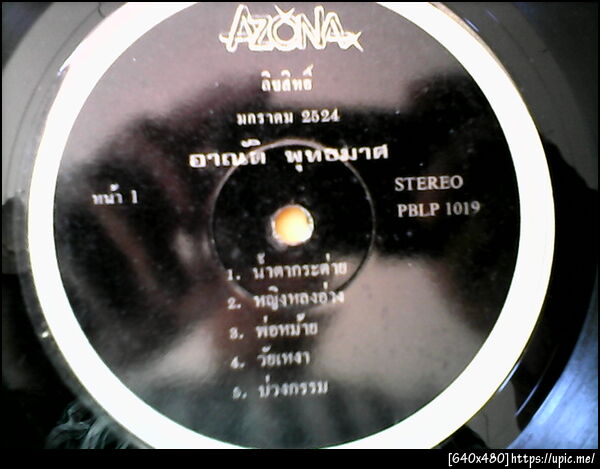 AZONA
ลิขสิทธิ์
มกราคม 2524
อาณัติ พุทธมาศ
หน้า 1
STEREO
PBLP 1019
1. น้ำตากระต่าย
2. หญิงหลงอ่วง
3. พ่อหม้าย
4. วัยเหงา
5. บ่วงกรรม
[640x480]https://upic.me/